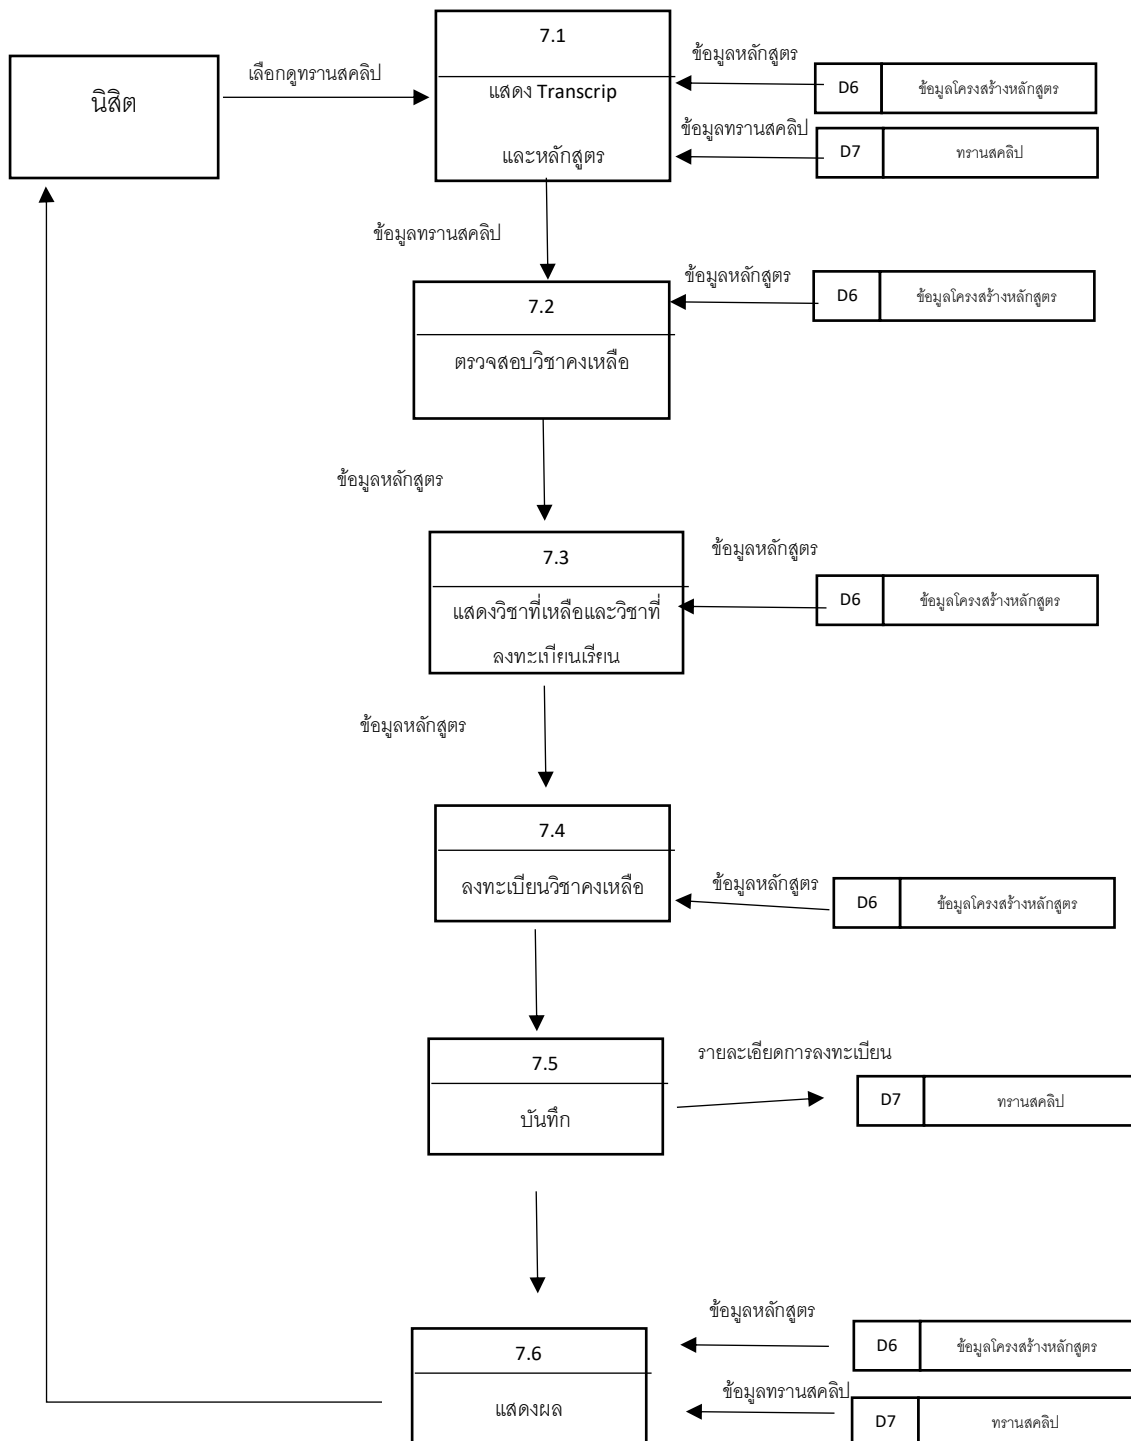 7.1
นิสิต
เลือกดูทรานสคลิป
แสดง Transcrip
และหลักสูตร
ข้อมูลหลักสูตร
D6
ข้อมูลโครงสร้างหลักสูตร
ข้อมูลทรานสคลิป
D7
ทรานสคลิป
ข้อมูลทรานสคลิป
7.2
ตรวจสอบวิชาคงเหลือ
ข้อมูลหลักสูตร
D6
ข้อมูลโครงสร้างหลักสูตร
ข้อมูลหลักสูตร
7.3
แสดงวิชาที่เหลือและวิชาที่
ลงทะเบียนเรียน
ข้อมูลหลักสูตร
D6
ข้อมูลโครงสร้างหลักสูตร
ข้อมูลหลักสูตร
7.4
ลงทะเบียนวิชาคงเหลือ
ข้อมูลหลักสูตร
D6
ข้อมูลโครงสร้างหลักสูตร
7.5
บันทึก
รายละเอียดการลงทะเบียน
D7
ทรานสคลิป
7.6
แสดงผล
ข้อมูลหลักสูตร
D6
ข้อมูลโครงสร้างหลักสูตร
ข้อมูลทรานสคลิป
D7
ทรานสคลิป